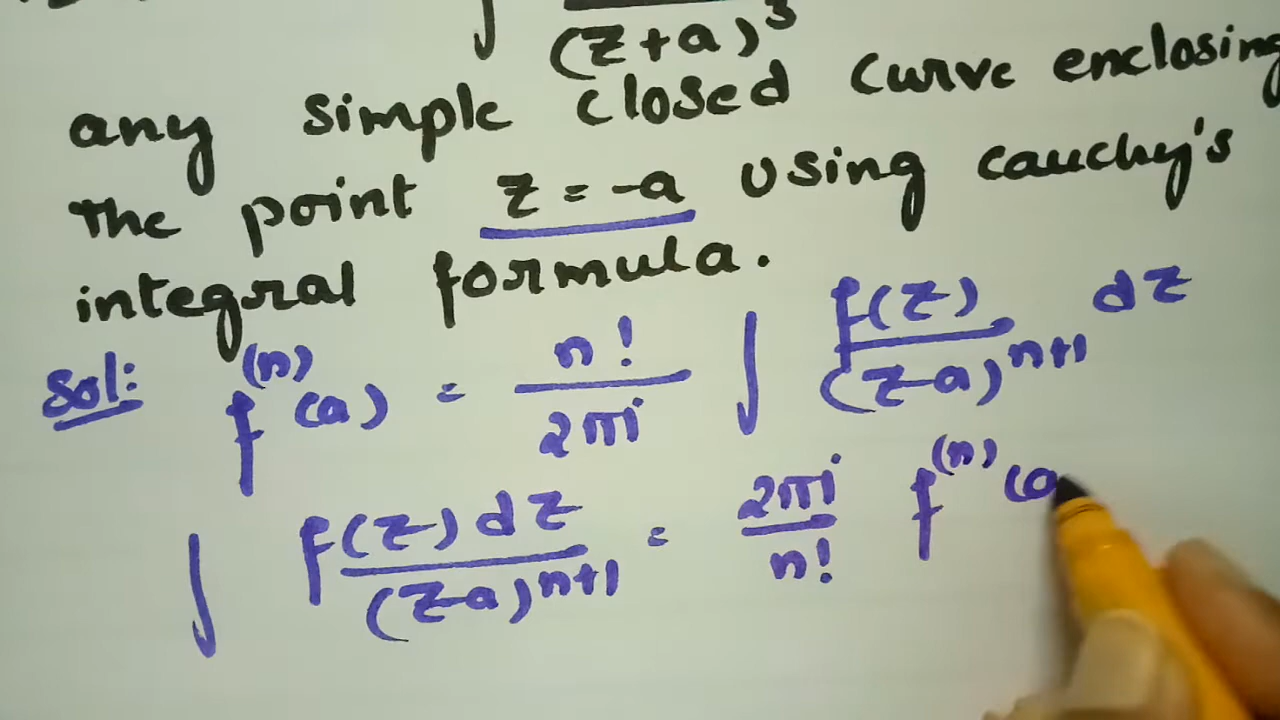 ∫ (z+a)³
any simple closed curve enclosing
the point z = -a using cauchy's
integral formula.
Sol: f⁽ⁿ⁾(a) = n!/2πi ∫ f(z)/(z-a)ⁿ⁺¹ dz
∫ f(z) dz/(z-a)ⁿ⁺¹ = 2πi/n! f⁽ⁿ⁾(a